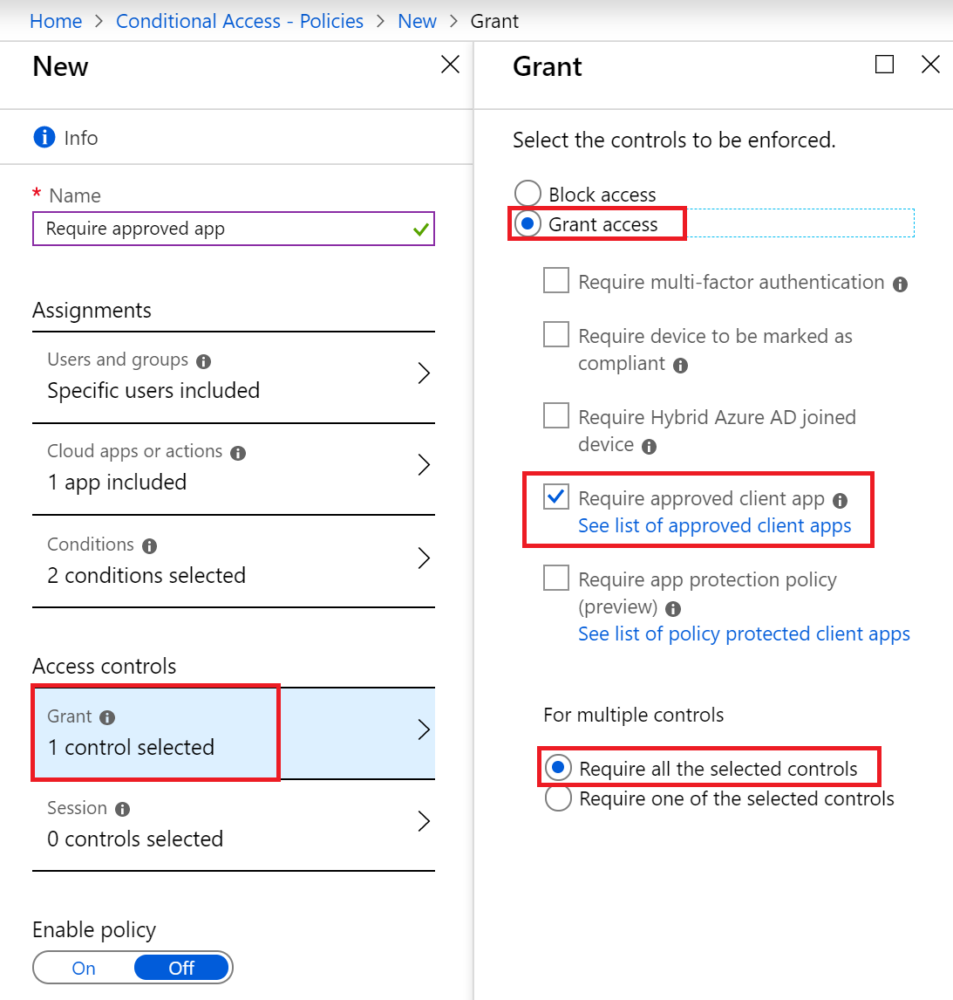 Home > Conditional Access - Policies > New > Grant
New
Info
* Name
Require approved app
Assignments
Users and groups
Specific users included
Cloud apps or actions
1 app included
Conditions
2 conditions selected
Access controls
Grant
1 control selected
Session
0 controls selected
Enable policy
On Off
Grant
Select the controls to be enforced.
Block access
Grant access
Require multi-factor authentication
Require device to be marked as
compliant
Require Hybrid Azure AD joined
device
Require approved client app
See list of approved client apps
Require app protection policy
(preview)
See list of policy protected client apps
For multiple controls
Require all the selected controls
Require one of the selected controls